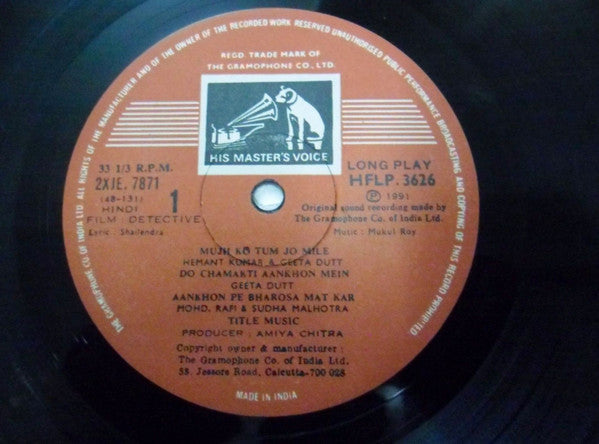 ALL RIGHTS OF THE MANUFACTURER AND OF THE OWNER OF THE RECORDED WORK RESERVED UNAUTHORISED PUBLIC PERFORMANCE BROADCASTING AND COPYING OF THIS RECORD PROHIBITED
THE GRAMOPHONE CO. OF INDIA LTD.
REGD. TRADE MARK OF
THE GRAMOPHONE CO., LTD.
HIS MASTER'S VOICE
33 1/3 R.P.M.
2XJE. 7871
(48-131)
1
HINDI
FILM : DETECTIVE
Lyric : Shailendra
LONG PLAY
HFLP. 3626
Ⓟ 1991
Original sound recording made by
The Gramophone Co. of India Ltd.
Music : Mukul Roy
MUJH KO TUM JO MILE
HEMANT KUMAR & GEETA DUTT
DO CHAMAKTI AANKHON MEIN
GEETA DUTT
AANKHON PE BHAROSA MAT KAR
MOHD. RAFI & SUDHA MALHOTRA
TITLE MUSIC
PRODUCER : AMIYA CHITRA
Copyright owner & manufacturer :
The Gramophone Co. of India Ltd.
33, Jessore Road, Calcutta-700 028
MADE IN INDIA